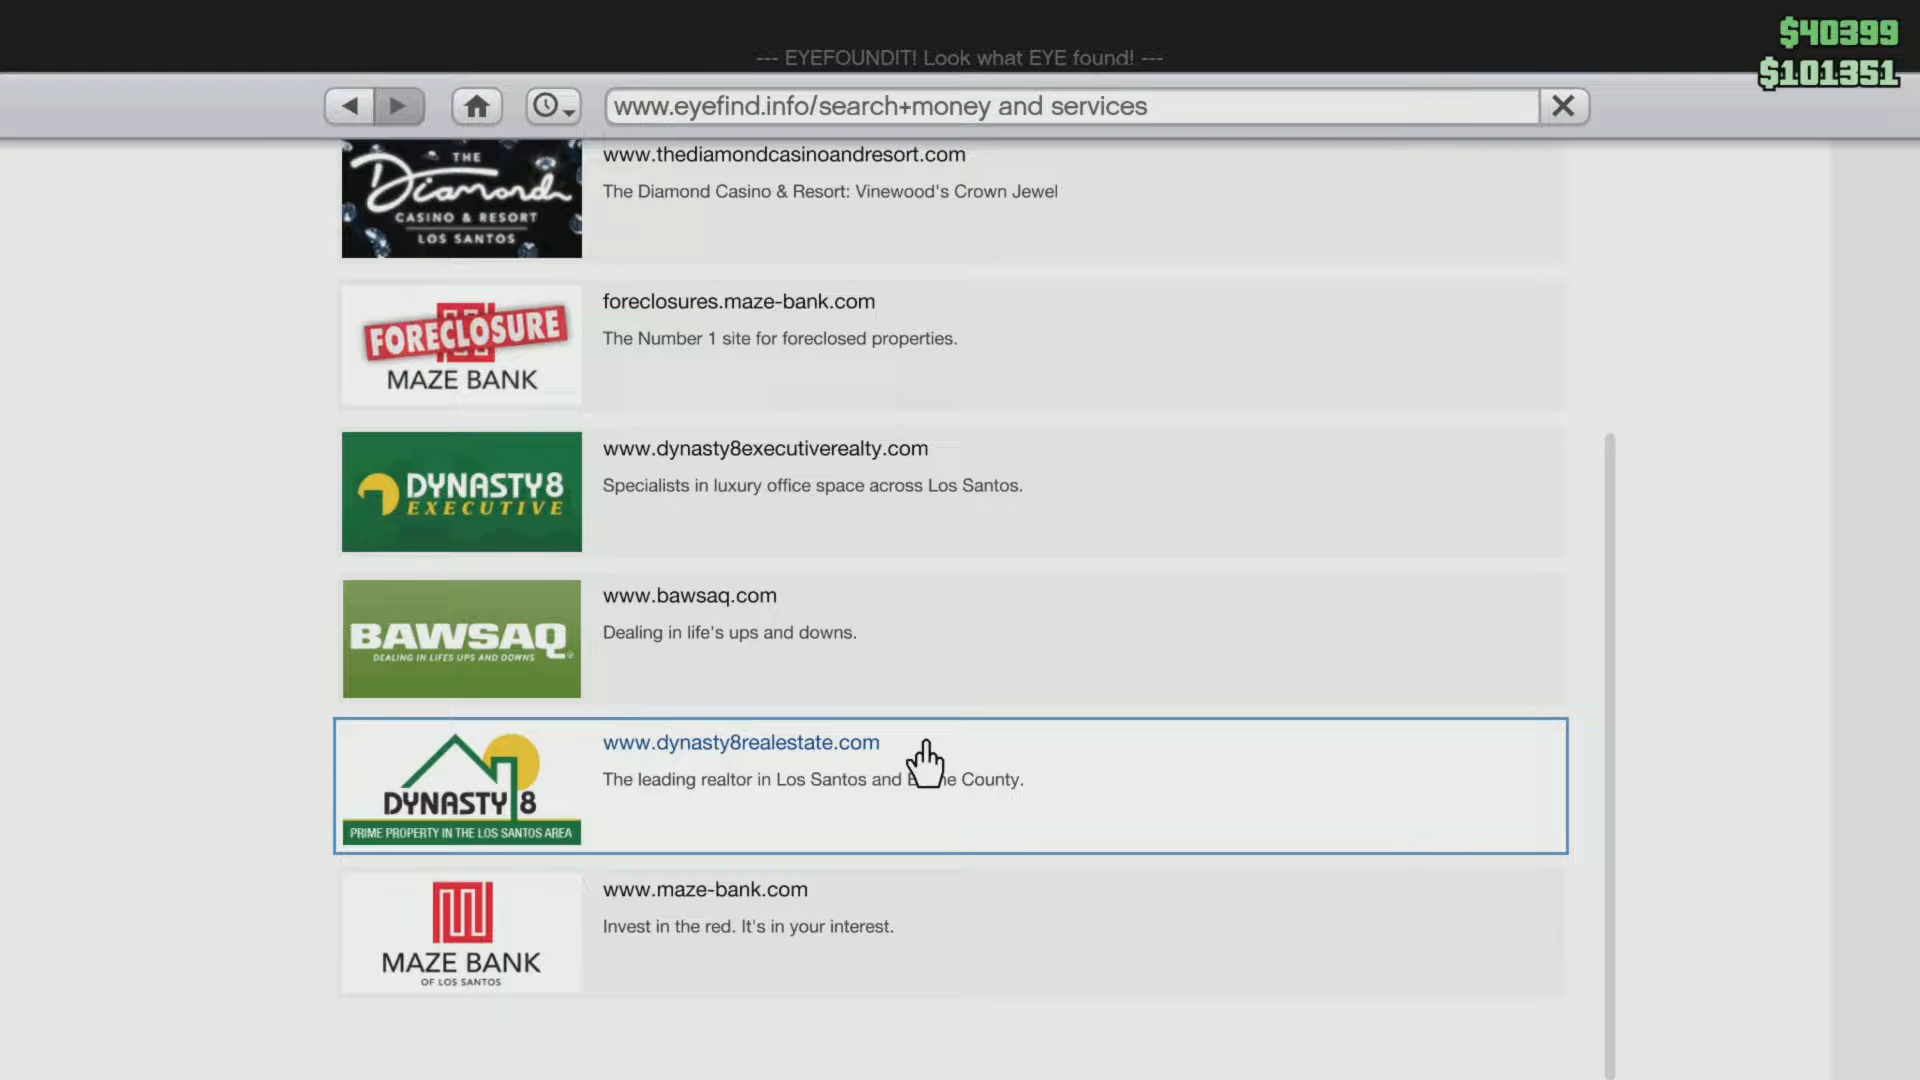 $40399
--- EYEFOUNDIT! Look what EYE found! ---
$101351
www.eyefind.info/search+money and services
THE
Diamond
CASINO & RESORT
LOS SANTOS
www.thediamondcasinoandresort.com
The Diamond Casino & Resort: Vinewood's Crown Jewel
FORECLOSURE
MAZE BANK
foreclosures.maze-bank.com
The Number 1 site for foreclosed properties.
DYNASTY8
EXECUTIVE
www.dynasty8executiverealty.com
Specialists in luxury office space across Los Santos.
BAWSAQ
DEALING IN LIFES UPS AND DOWNS
www.bawsaq.com
Dealing in life's ups and downs.
DYNASTY 8
PRIME PROPERTY IN THE LOS SANTOS AREA
www.dynasty8realestate.com
The leading realtor in Los Santos and County.
MAZE BANK
OF LOS SANTOS
www.maze-bank.com
Invest in the red. It's in your interest.